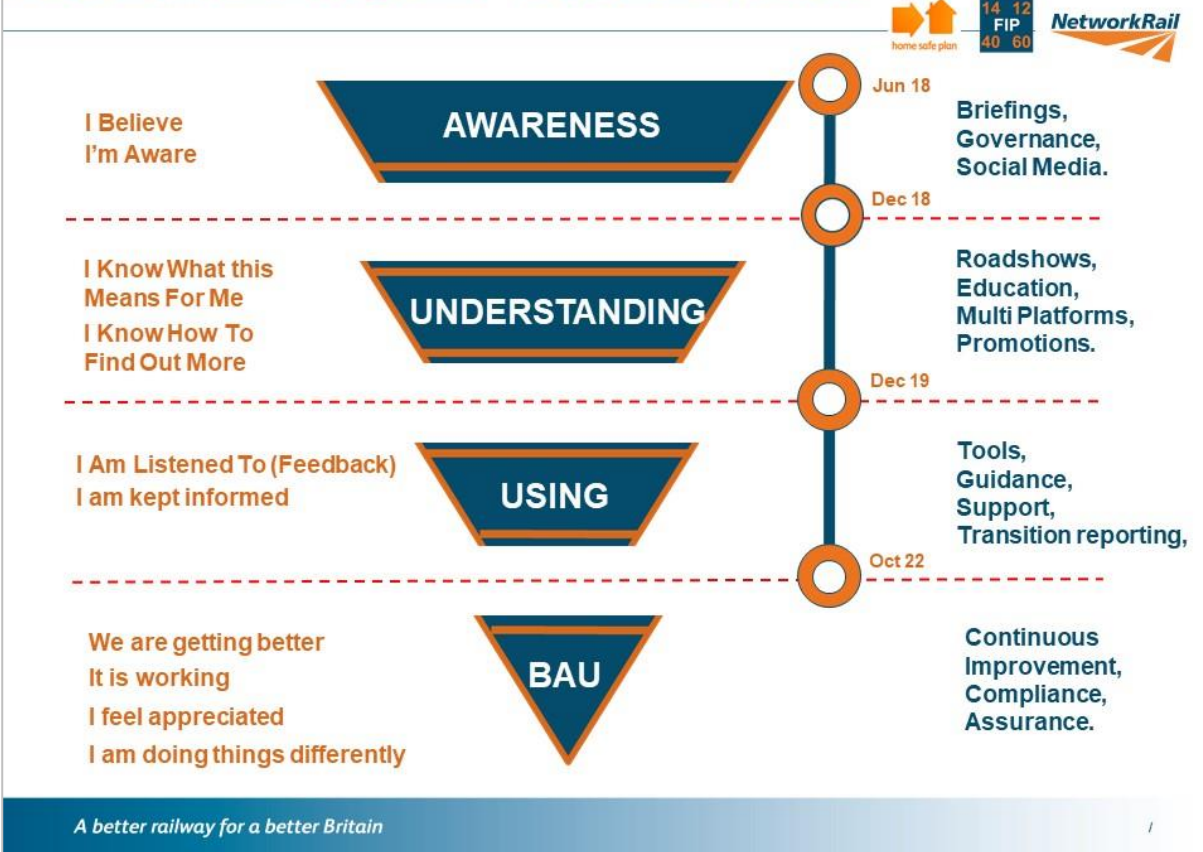 home safe plan
14 12
FIP
40 60
NetworkRail
I Believe
I'm Aware
AWARENESS
Jun 18
Briefings,
Governance,
Social Media.
Dec 18
I Know What this
Means For Me
I Know How To
Find Out More
UNDERSTANDING
Roadshows,
Education,
Multi Platforms,
Promotions.
Dec 19
I Am Listened To (Feedback)
I am kept informed
USING
Tools,
Guidance,
Support,
Transition reporting,
Oct 22
We are getting better
It is working
I feel appreciated
I am doing things differently
BAU
Continuous
Improvement,
Compliance,
Assurance.
A better railway for a better Britain
/